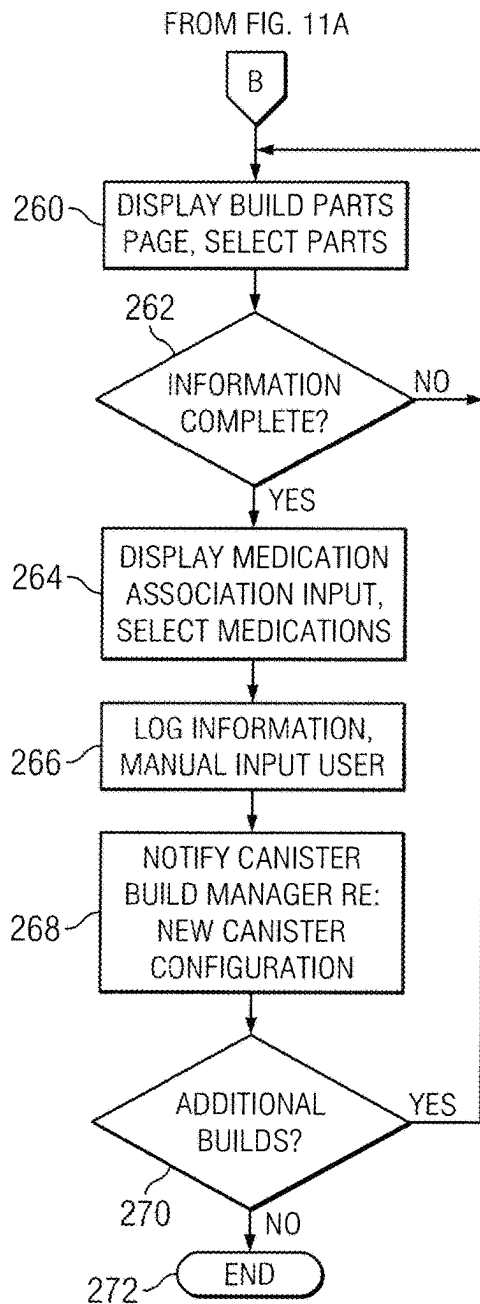 FROM FIG. 11A
B
260
DISPLAY BUILD PARTS
PAGE, SELECT PARTS
262
INFORMATION
COMPLETE?
NO
YES
264
DISPLAY MEDICATION
ASSOCIATION INPUT,
SELECT MEDICATIONS
266
LOG INFORMATION,
MANUAL INPUT USER
268
NOTIFY CANISTER
BUILD MANAGER RE:
NEW CANISTER
CONFIGURATION
ADDITIONAL
BUILDS?
YES
270
NO
272
END